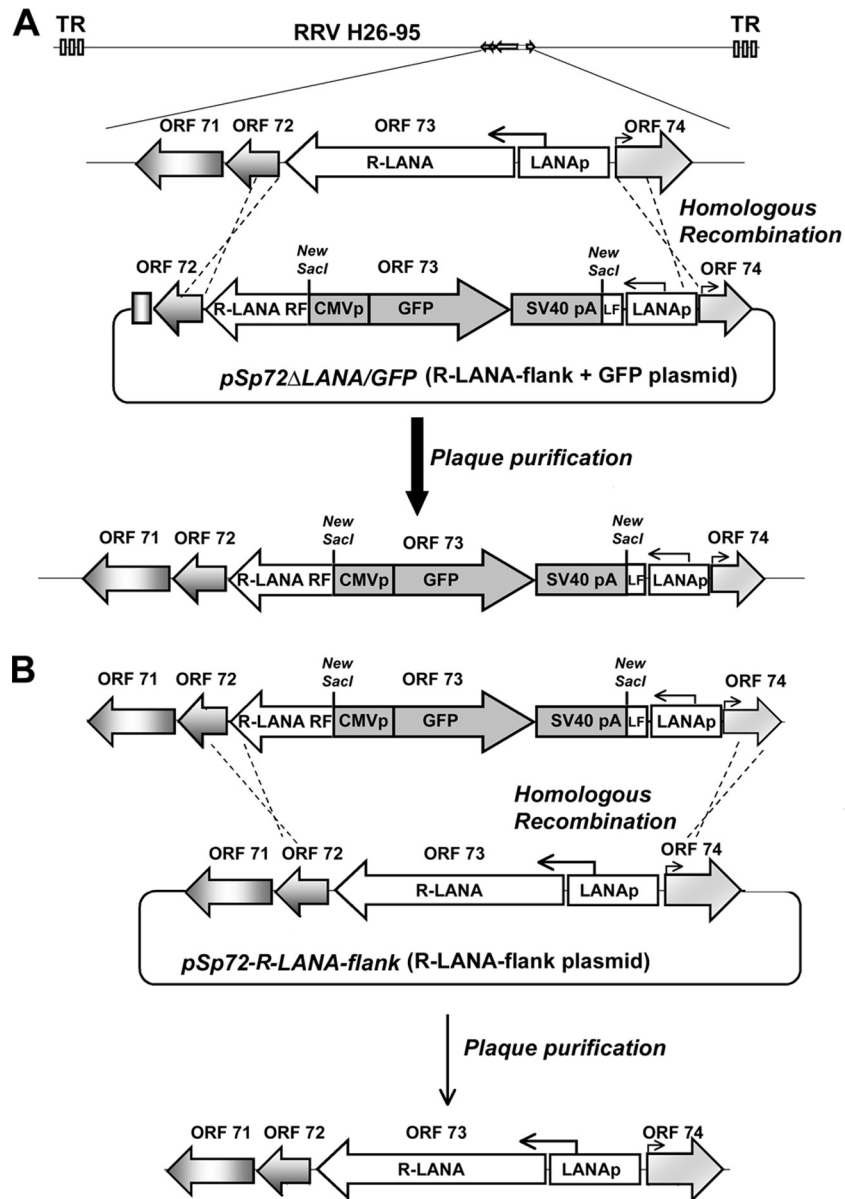 A
TR RRV H26-95 TR
ORF 71 ORF 72 ORF 73 ORF 74
R-LANA LANAp
Homologous
Recombination
New
SacI
New
SacI
ORF 72 ORF 73 ORF 74
R-LANA RF CMVp GFP SV40 pA LF LANAp
pSp72ΔLANA/GFP (R-LANA-flank + GFP plasmid)
Plaque purification
New
SacI
New
SacI
ORF 71 ORF 72 ORF 73 ORF 74
R-LANA RF CMVp GFP SV40 pA LF LANAp
B
New
SacI
New
SacI
ORF 71 ORF 72 ORF 73 ORF 74
R-LANA RF CMVp GFP SV40 pA LF LANAp
Homologous
Recombination
ORF 71 ORF 72 ORF 73 ORF 74
R-LANA LANAp
pSp72-R-LANA-flank (R-LANA-flank plasmid)
Plaque purification
ORF 71 ORF 72 ORF 73 ORF 74
R-LANA LANAp